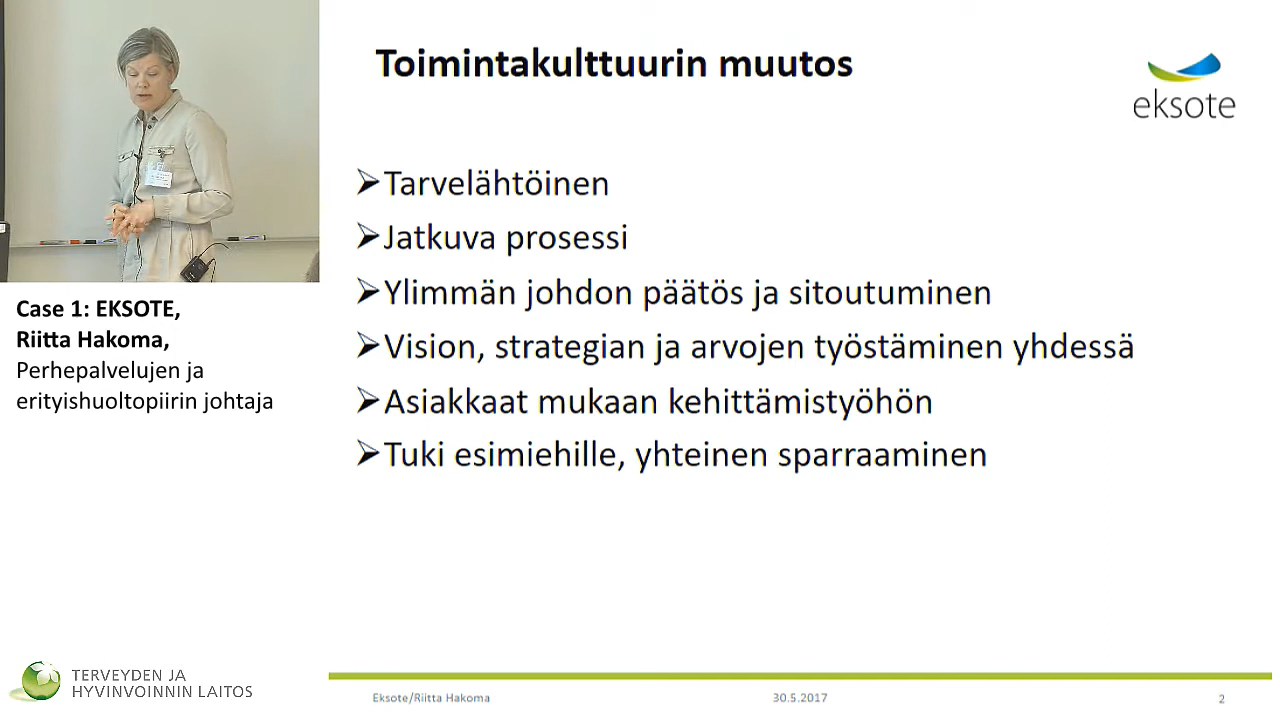 Toimintakulttuurin muutos
eksote
➢Tarvelähtöinen
➢Jatkuva prosessi
➢Ylimmän johdon päätös ja sitoutuminen
➢Vision, strategian ja arvojen työstäminen yhdessä
➢Asiakkaat mukaan kehittämistyöhön
➢Tuki esimiehille, yhteinen sparraaminen
Case 1: EKSOTE,
Riitta Hakoma,
Perhepalvelujen ja
erityishuoltopiirin johtaja
TERVEYDEN JA
HYVINVOINNIN LAITOS
Eksote/Riitta Hakoma
30.5.2017
2